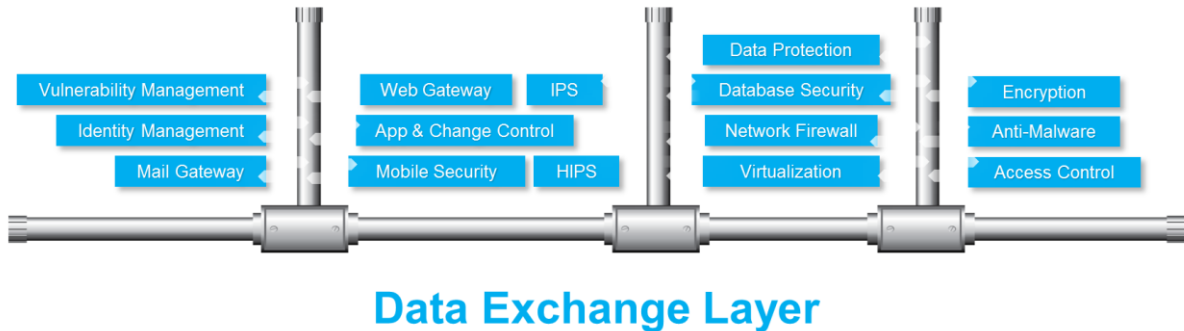 Vulnerability Management
Identity Management
Mail Gateway
Web Gateway
IPS
App & Change Control
Mobile Security
HIPS
Data Protection
Database Security
Network Firewall
Virtualization
Encryption
Anti-Malware
Access Control
Data Exchange Layer